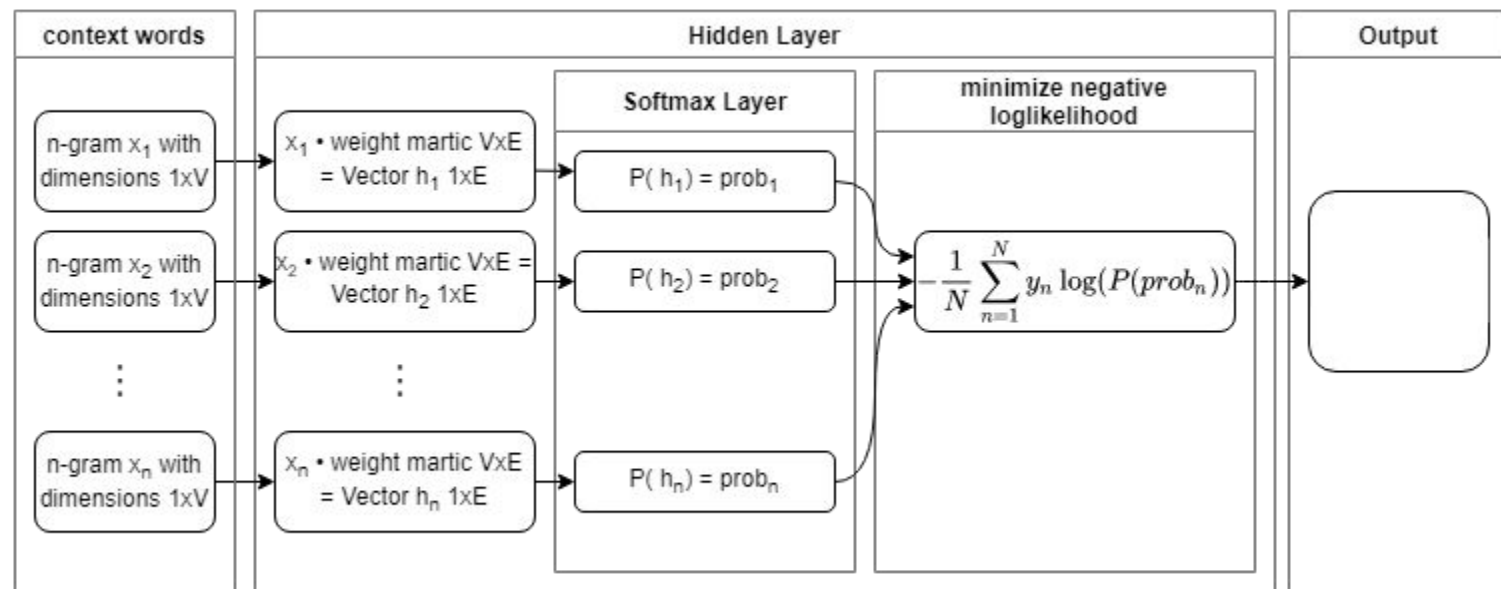 context words
Hidden Layer
Output
Softmax Layer
minimize negative
loglikelihood
n-gram x₁ with
dimensions 1xV
x₁ • weight martic VxE
= Vector h₁ 1xE
P( h₁) = prob₁
n-gram x₂ with
dimensions 1xV
x₂ • weight martic VxE =
Vector h₂ 1xE
P( h₂) = prob₂
-\frac{1}{N} \sum_{n=1}^{N} y_n \log(P(prob_n))
⋮
⋮
n-gram xₙ with
dimensions 1xV
xₙ • weight martic VxE
= Vector hₙ 1xE
P( hₙ) = probₙ